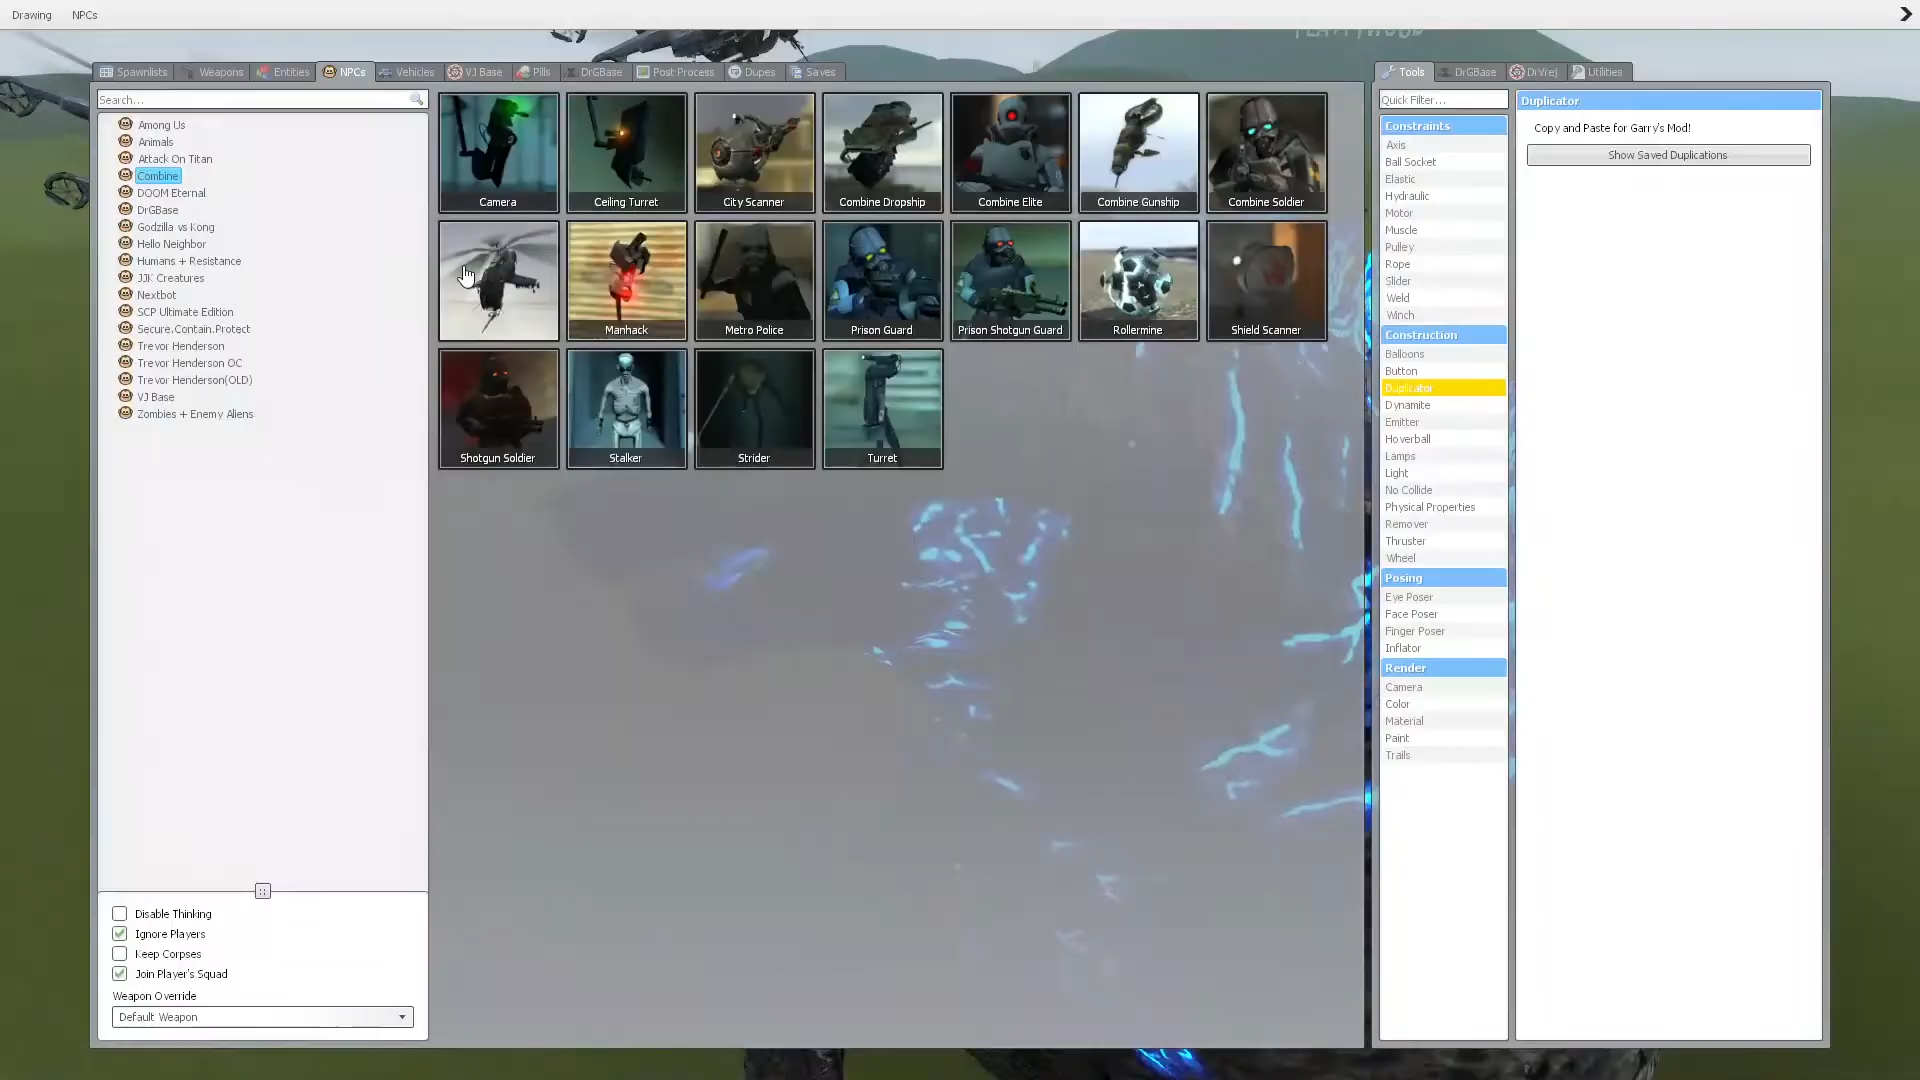 Drawing NPCs
PLAYTWOOD
Spawnlists Weapons Entities NPCs Vehicles VJ Base Pills DrGBase Post Process Dupes Saves
Tools DrGBase DrVrej Utilities
Search...
Among Us
Animals
Attack On Titan
Combine
DOOM Eternal
DrGBase
Godzilla vs Kong
Hello Neighbor
Humans + Resistance
JJK Creatures
Nextbot
SCP Ultimate Edition
Secure.Contain.Protect
Trevor Henderson
Trevor Henderson OC
Trevor Henderson(OLD)
VJ Base
Zombies + Enemy Aliens
Disable Thinking
Ignore Players
Keep Corpses
Join Player's Squad
Weapon Override
Default Weapon
Camera Ceiling Turret City Scanner Combine Dropship Combine Elite Combine Gunship Combine Soldier
Manhack Metro Police Prison Guard Prison Shotgun Guard Rollermine Shield Scanner
Shotgun Soldier Stalker Strider Turret
Quick Filter...
Constraints
Axis
Ball Socket
Elastic
Hydraulic
Motor
Muscle
Pulley
Rope
Slider
Weld
Winch
Construction
Balloons
Button
Duplicator
Dynamite
Emitter
Hoverball
Lamps
Light
No Collide
Physical Properties
Remover
Thruster
Wheel
Posing
Eye Poser
Face Poser
Finger Poser
Inflator
Render
Camera
Color
Material
Paint
Trails
Duplicator
Copy and Paste for Garry's Mod!
Show Saved Duplications